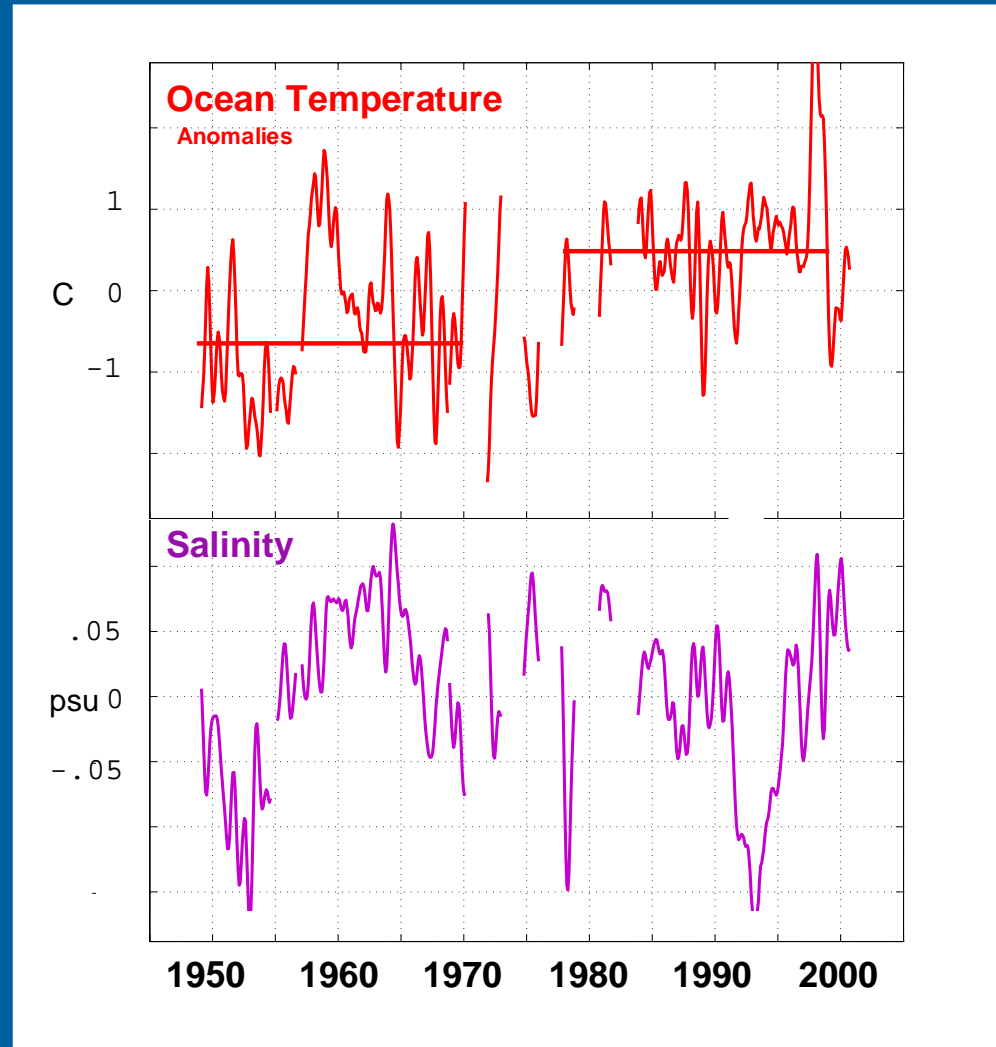 Ocean Temperature
Anomalies
1
C 0
-1
Salinity
.05
psu 0
-.05
-
1950 1960 1970 1980 1990 2000